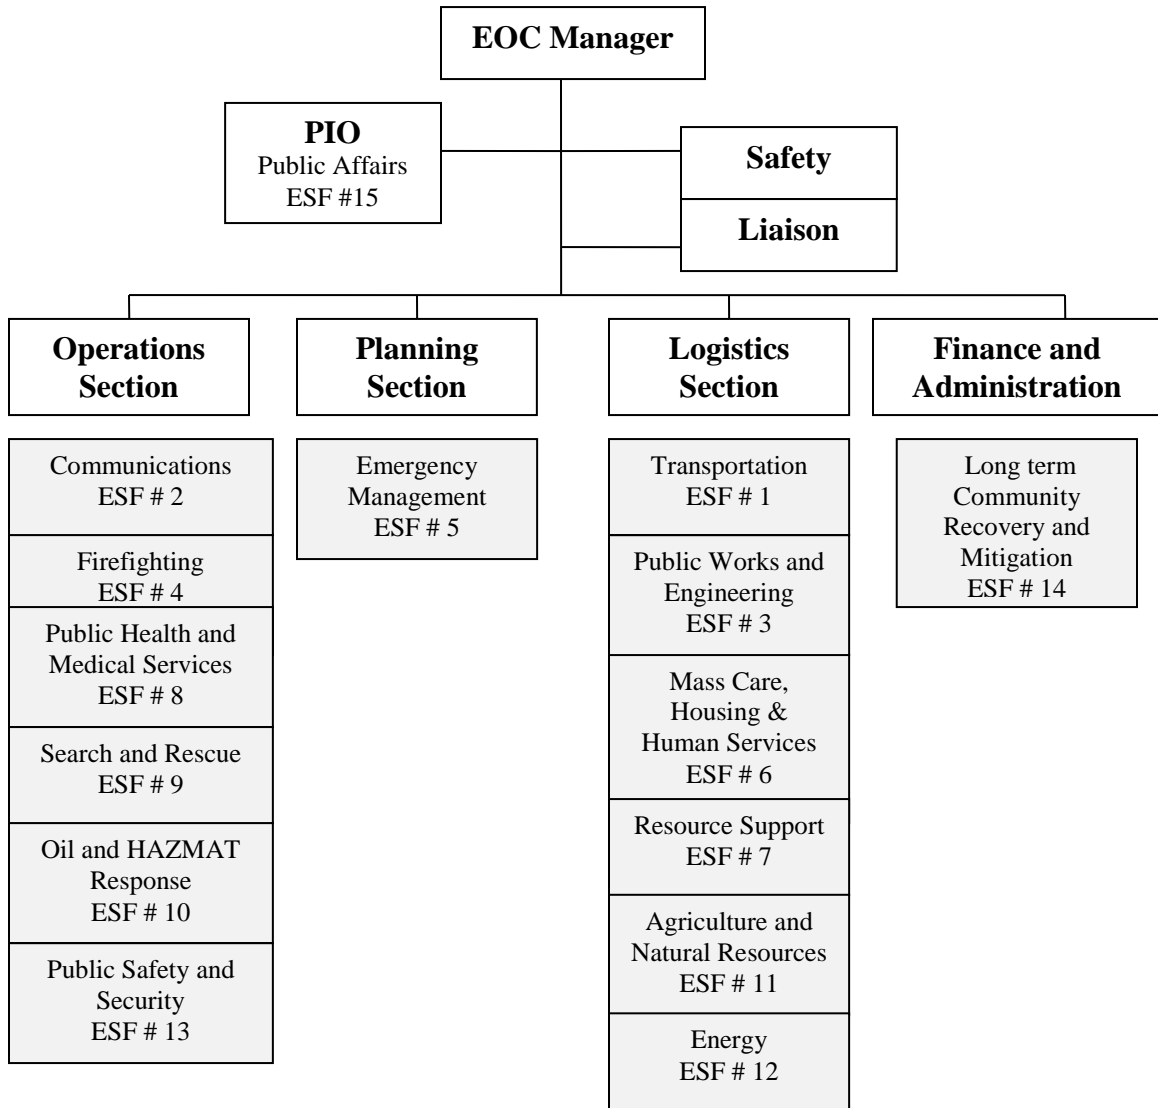 EOC Manager
PIO
Public Affairs
ESF #15
Safety
Liaison
Operations
Section
Planning
Section
Logistics
Section
Finance and
Administration
Communications
ESF # 2
Firefighting
ESF # 4
Public Health and
Medical Services
ESF # 8
Search and Rescue
ESF # 9
Oil and HAZMAT
Response
ESF # 10
Public Safety and
Security
ESF # 13
Emergency
Management
ESF # 5
Transportation
ESF # 1
Public Works and
Engineering
ESF # 3
Mass Care,
Housing &
Human Services
ESF # 6
Resource Support
ESF # 7
Agriculture and
Natural Resources
ESF # 11
Energy
ESF # 12
Long term
Community
Recovery and
Mitigation
ESF # 14